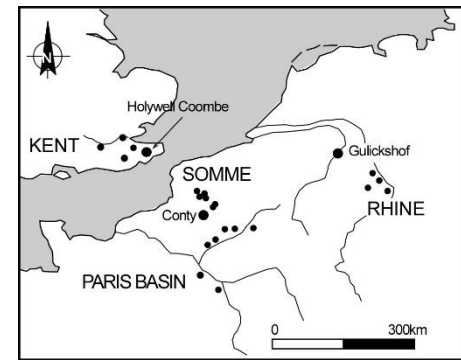 N
Holywell Coombe
KENT
Gulickshof
SOMME
Conty
RHINE
PARIS BASIN
0 300km